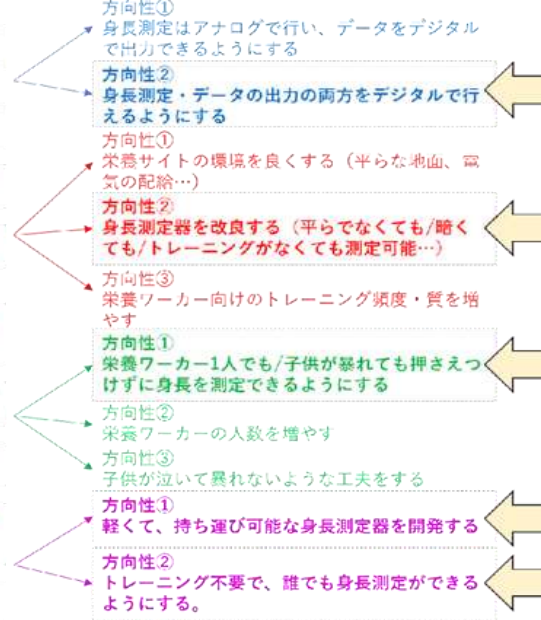 方向性①
身長測定はアナログで行い、データをデジタル
で出力できるようにする
方向性②
身長測定・データの出力の両方をデジタルで行
えるようにする
方向性①
栄養サイトの環境を良くする（平らな地面、電
気の配給…）
方向性②
身長測定器を改良する（平らでなくても/暗く
ても/トレーニングがなくても測定可能…）
方向性③
栄養ワーカー向けのトレーニング頻度・質を増
やす
方向性①
栄養ワーカー1人でも/子供が暴れても押さえつ
けずに身長を測定できるようにする
方向性②
栄養ワーカーの人数を増やす
方向性③
子供が泣いて暴れないような工夫をする
方向性①
軽くて、持ち運び可能な身長測定器を開発する
方向性②
トレーニング不要で、誰でも身長測定ができる
ようにする。